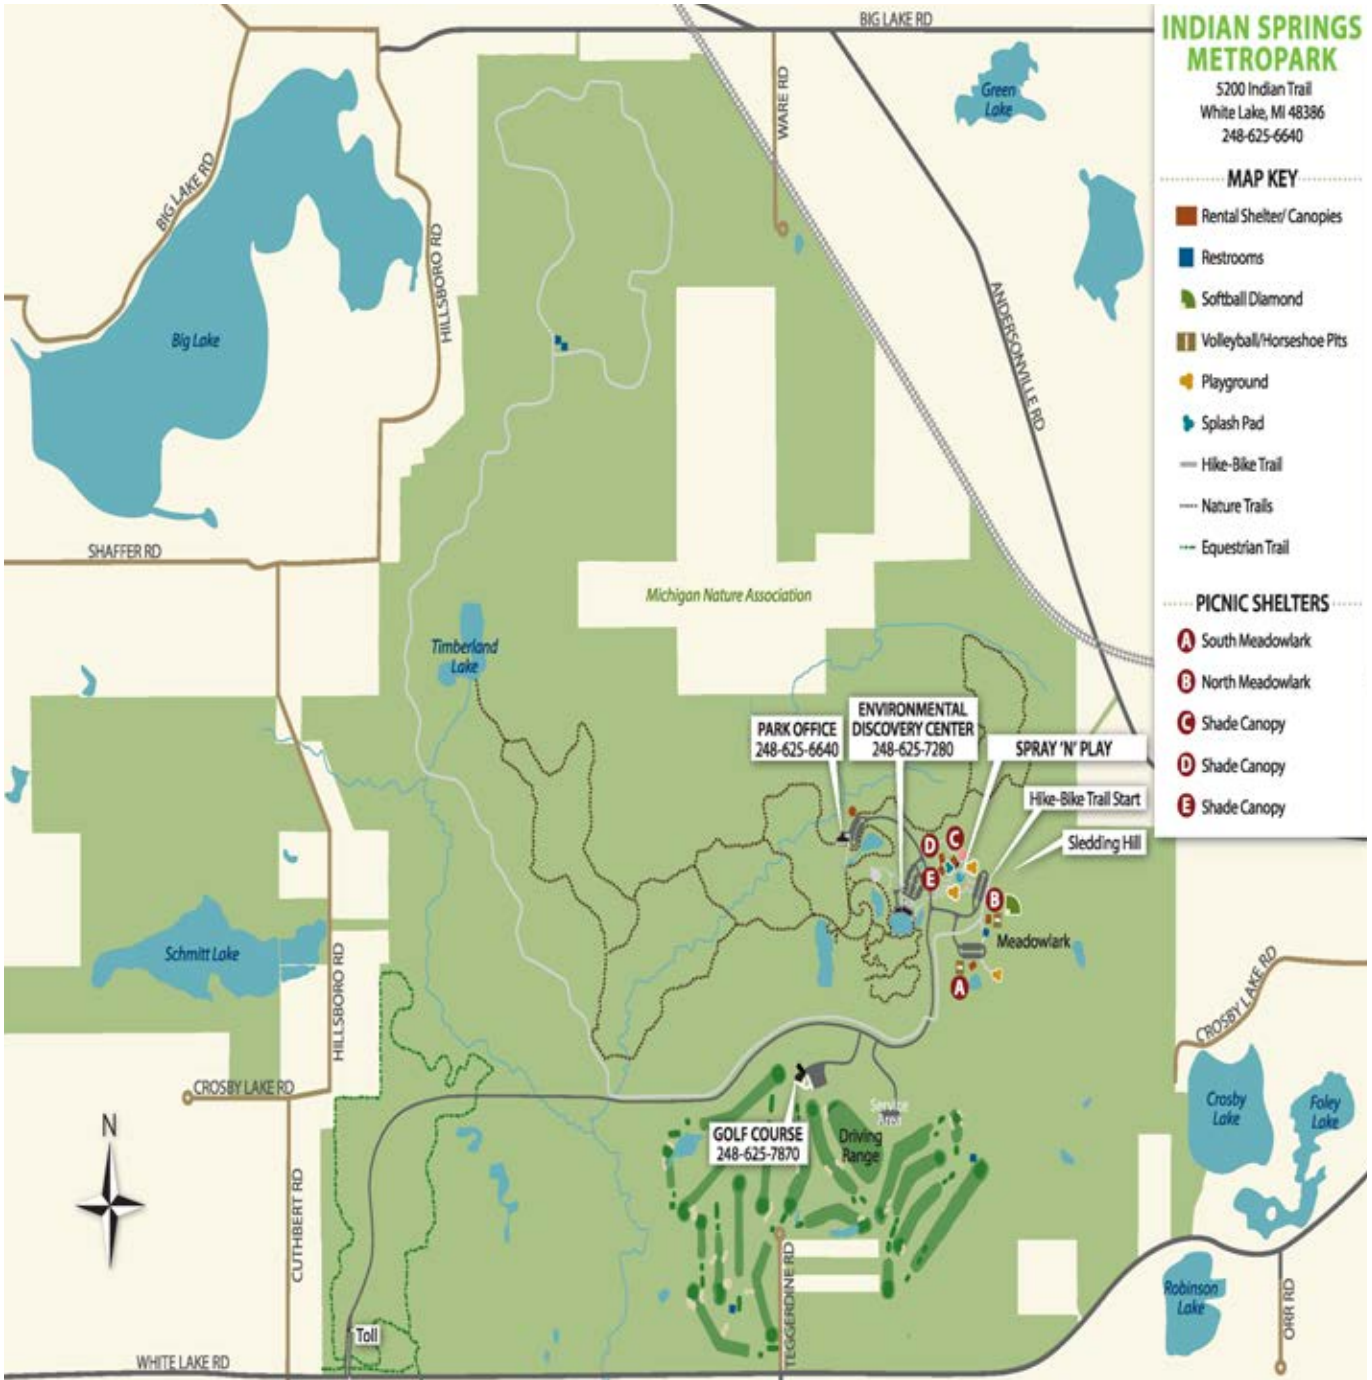 BIG LAKE RD
INDIAN SPRINGS
METROPARK
5200 Indian Trail
White Lake, MI 48386
248-625-6640
MAP KEY
Rental Shelter/ Canopies
Restrooms
Softball Diamond
Volleyball/Horseshoe Pits
Playground
Splash Pad
Hike-Bike Trail
Nature Trails
Equestrian Trail
PICNIC SHELTERS
A South Meadowlark
B North Meadowlark
C Shade Canopy
D Shade Canopy
E Shade Canopy
WARE RD
Green
Lake
BIG LAKE RD
HILLSBORO RD
ANDERSONVILLE RD
Big Lake
SHAFFER RD
Michigan Nature Association
Timberland
Lake
PARK OFFICE
248-625-6640
ENVIRONMENTAL
DISCOVERY CENTER
248-625-7280
SPRAY 'N' PLAY
Hike-Bike Trail Start
Sledding Hill
D
C
E
B
Meadowlark
A
Schmitt Lake
HILLSBORO RD
CROSBY LAKE RD
CROSBY LAKE RD
Crosby
Lake
Foley
Lake
N
Service
Area
GOLF COURSE
248-625-7870
Driving
Range
CUTHBERT RD
TEGGERDINE RD
Robinson
Lake
ORR RD
Toll
WHITE LAKE RD